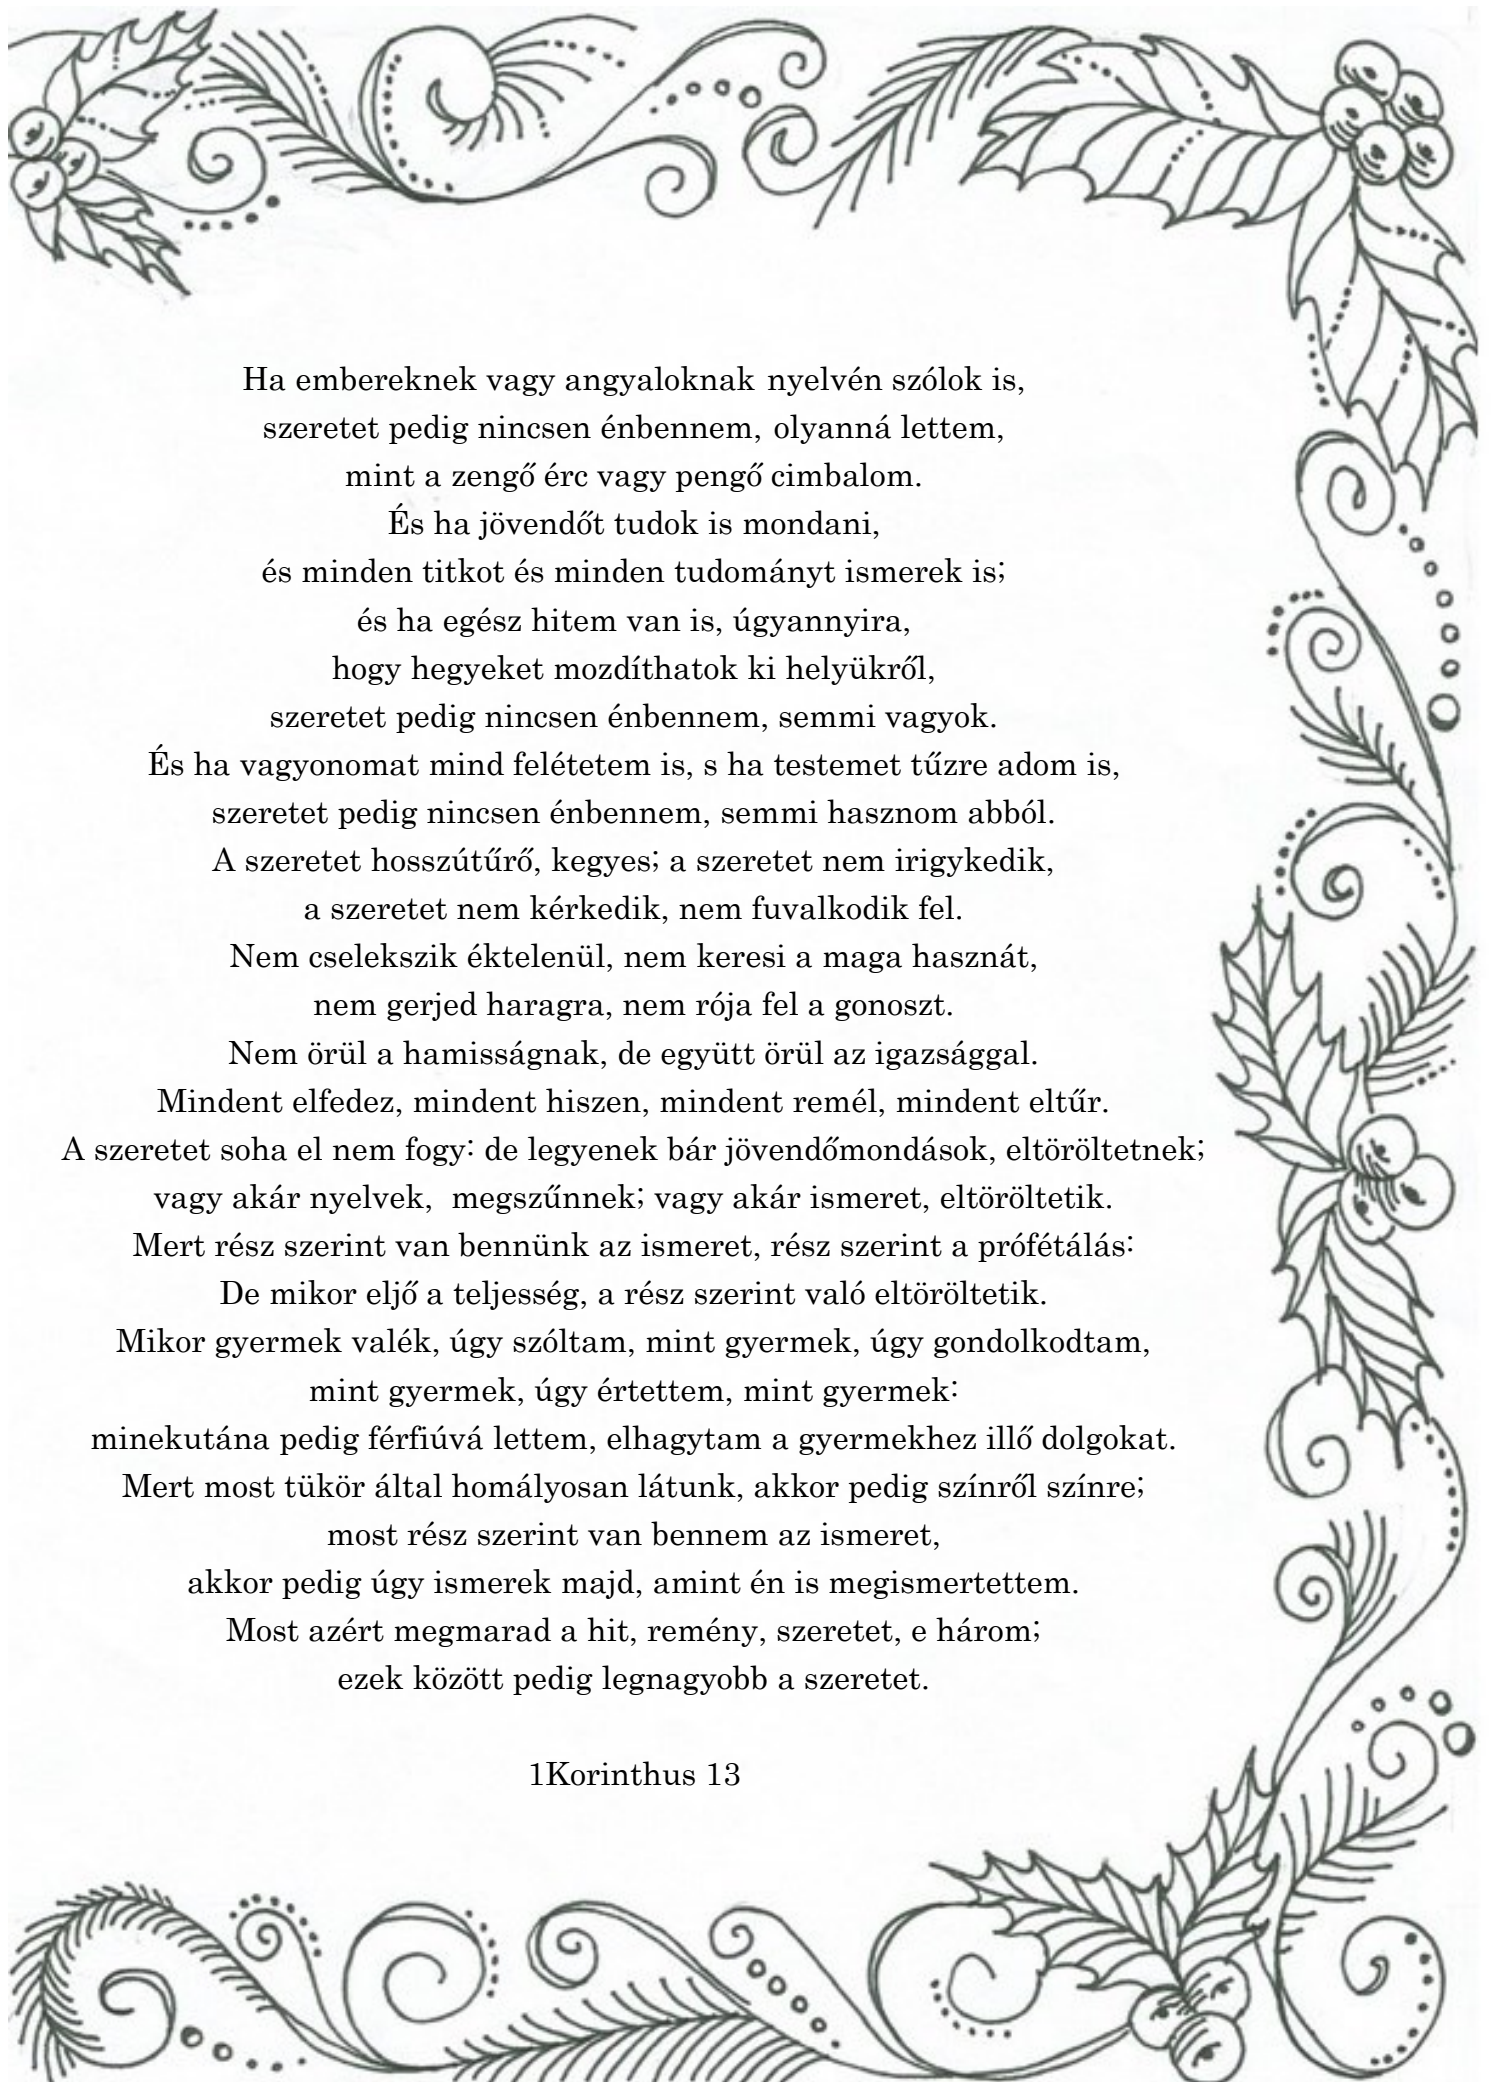 Ha embereknek vagy angyaloknak nyelvén szólok is,
szeretet pedig nincsen énbennem, olyanná lettem,
mint a zengő érc vagy pengő cimbalom.
És ha jövendőt tudok is mondani,
és minden titkot és minden tudományt ismerek is;
és ha egész hitem van is, úgyannyira,
hogy hegyeket mozdíthatok ki helyükről,
szeretet pedig nincsen énbennem, semmi vagyok.
És ha vagyonomat mind felétetem is, s ha testemet tűzre adom is,
szeretet pedig nincsen énbennem, semmi hasznom abból.
A szeretet hosszútűrő, kegyes; a szeretet nem irigykedik,
a szeretet nem kérkedik, nem fuvalkodik fel.
Nem cselekszik éktelenül, nem keresi a maga hasznát,
nem gerjed haragra, nem rója fel a gonoszt.
Nem örül a hamisságnak, de együtt örül az igazsággal.
Mindent elfedez, mindent hiszen, mindent remél, mindent eltűr.
A szeretet soha el nem fogy: de legyenek bár jövendőmondások, eltöröltetnek;
vagy akár nyelvek, megszűnnek; vagy akár ismeret, eltöröltetik.
Mert rész szerint van bennünk az ismeret, rész szerint a prófétálás:
De mikor eljő a teljesség, a rész szerint való eltöröltetik.
Mikor gyermek valék, úgy szóltam, mint gyermek, úgy gondolkodtam,
mint gyermek, úgy értettem, mint gyermek:
minekutána pedig férfiúvá lettem, elhagytam a gyermekhez illő dolgokat.
Mert most tükör által homályosan látunk, akkor pedig színről színre;
most rész szerint van bennem az ismeret,
akkor pedig úgy ismerek majd, amint én is megismertettem.
Most azért megmarad a hit, remény, szeretet, e három;
ezek között pedig legnagyobb a szeretet.
1Korinthus 13